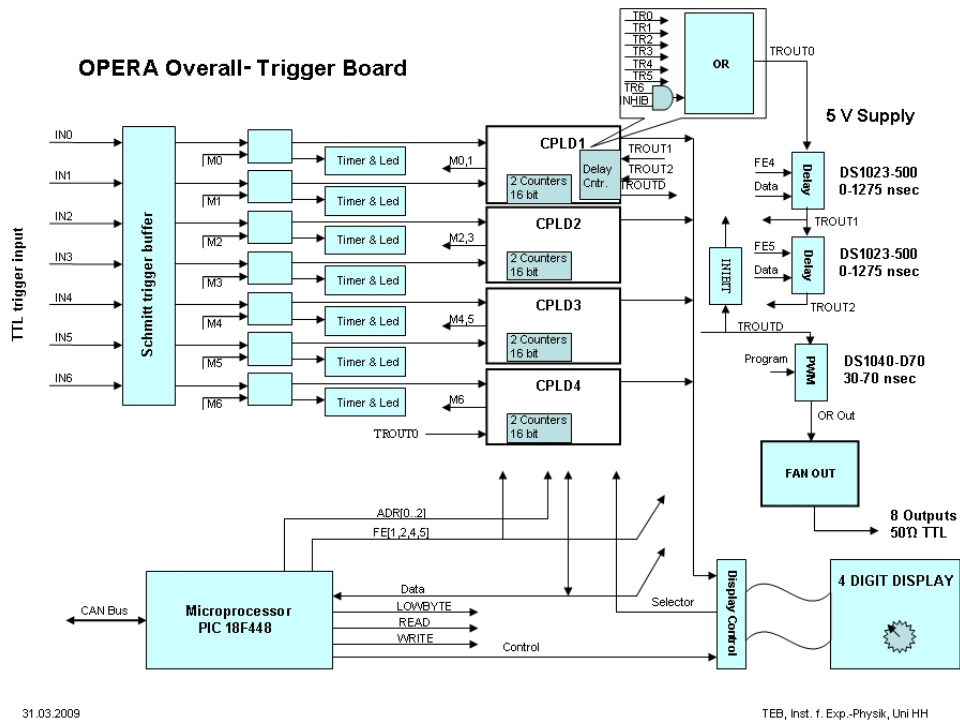 OPERA Overall- Trigger Board
TR0
TR1
TR2
TR3
TR4
TR5
TR6
INHIB
OR
TROUT0
5 V Supply
TTL trigger input
IN0
IN1
IN2
IN3
IN4
IN5
IN6
Schmitt trigger buffer
M0
M1
M2
M3
M4
M5
M6
Timer & Led
Timer & Led
Timer & Led
Timer & Led
Timer & Led
Timer & Led
Timer & Led
CPLD1
M0,1
2 Counters
16 bit
Delay
Cntr.
TROUT1
TROUT2
TROUTD
CPLD2
M2,3
2 Counters
16 bit
CPLD3
M4,5
2 Counters
16 bit
CPLD4
M6
2 Counters
16 bit
TROUT0
FE4
Data
Delay
DS1023-500
0-1275 nsec
TROUT1
FE5
Data
Delay
DS1023-500
0-1275 nsec
TROUT2
INHIT
TROUTD
Program
PWM
DS1040-D70
30-70 nsec
OR Out
FAN OUT
8 Outputs
50Ώ TTL
ADR[0..2]
FE[1,2,4,5]
Data
LOWBYTE
READ
WRITE
Control
Selector
CAN Bus
Microprocessor
PIC 18F448
Display Control
4 DIGIT DISPLAY
31.03.2009
TEB, Inst. f. Exp.-Physik, Uni HH